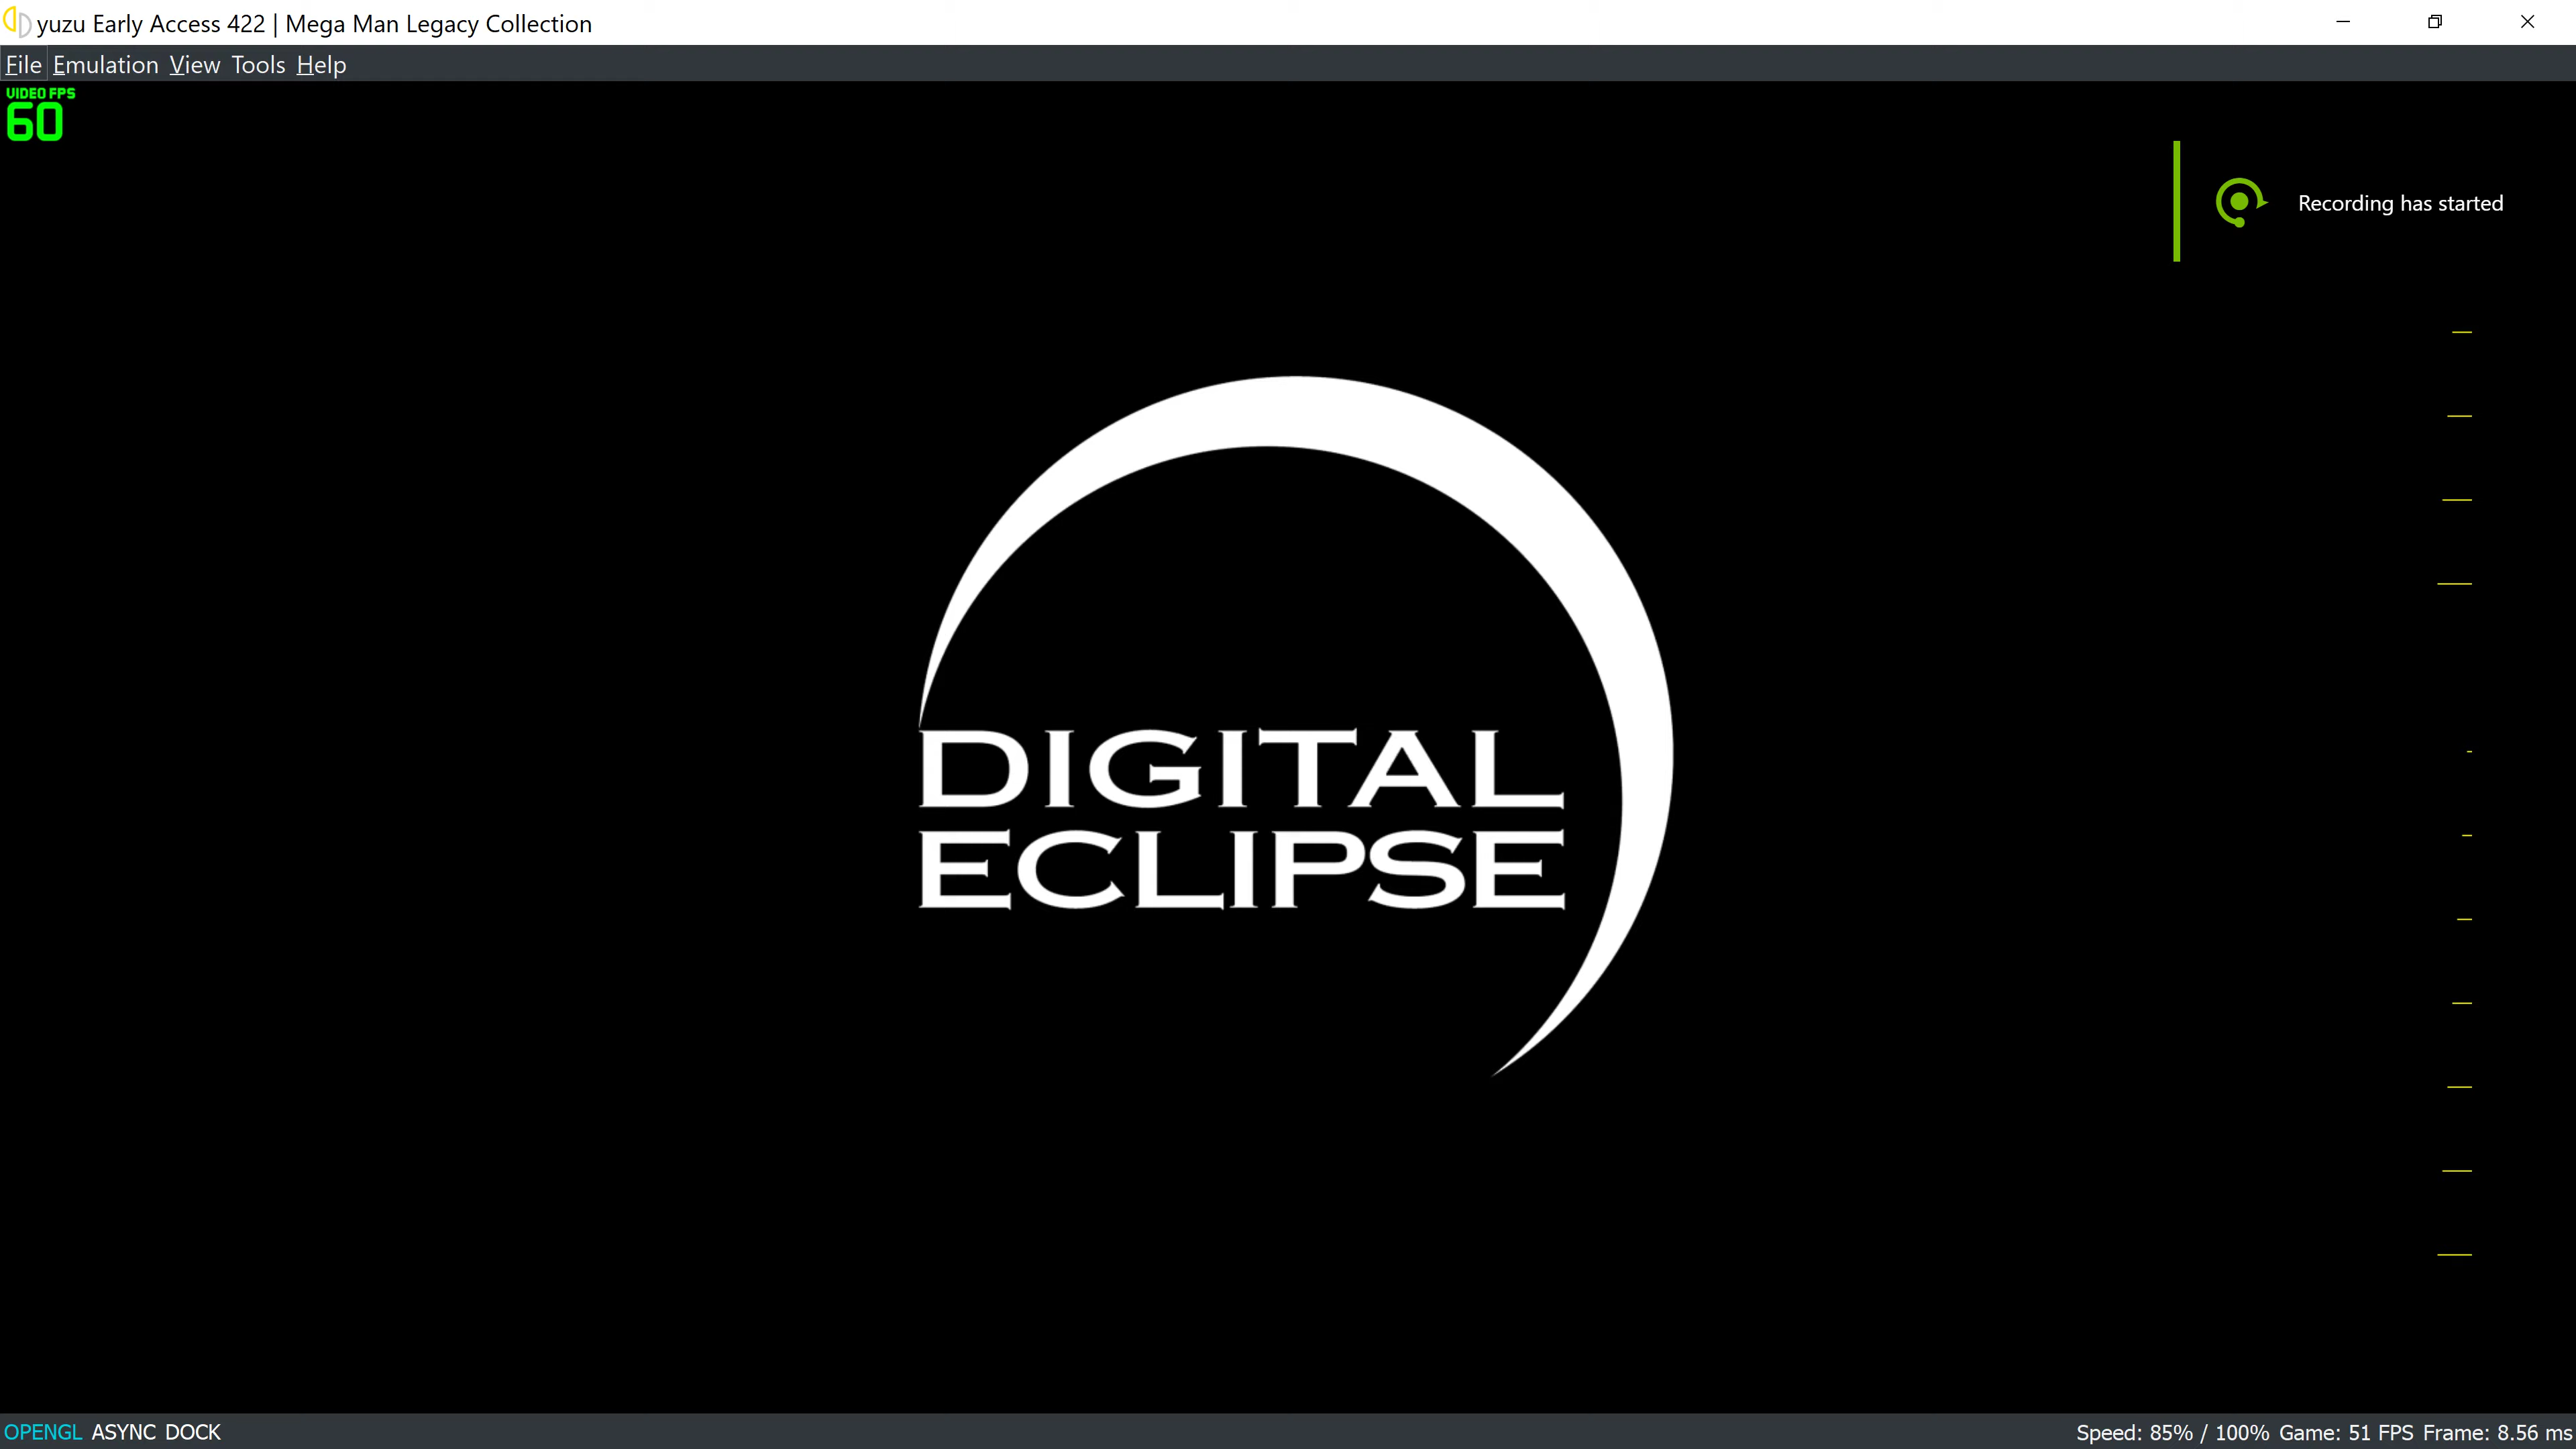 yuzu Early Access 422 | Mega Man Legacy Collection
File Emulation View Tools Help
VIDEO FPS
60
Recording has started
DIGITAL
ECLIPSE
OPENGL ASYNC DOCK
Speed: 85% / 100% Game: 51 FPS Frame: 8.56 ms